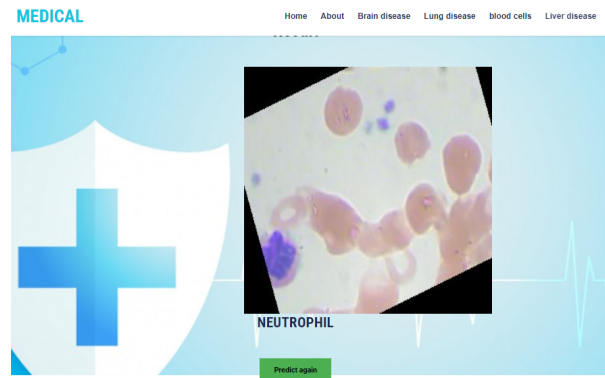 MEDICAL
Home About Brain disease Lung disease blood cells Liver disease
NEUTROPHIL
Predict again